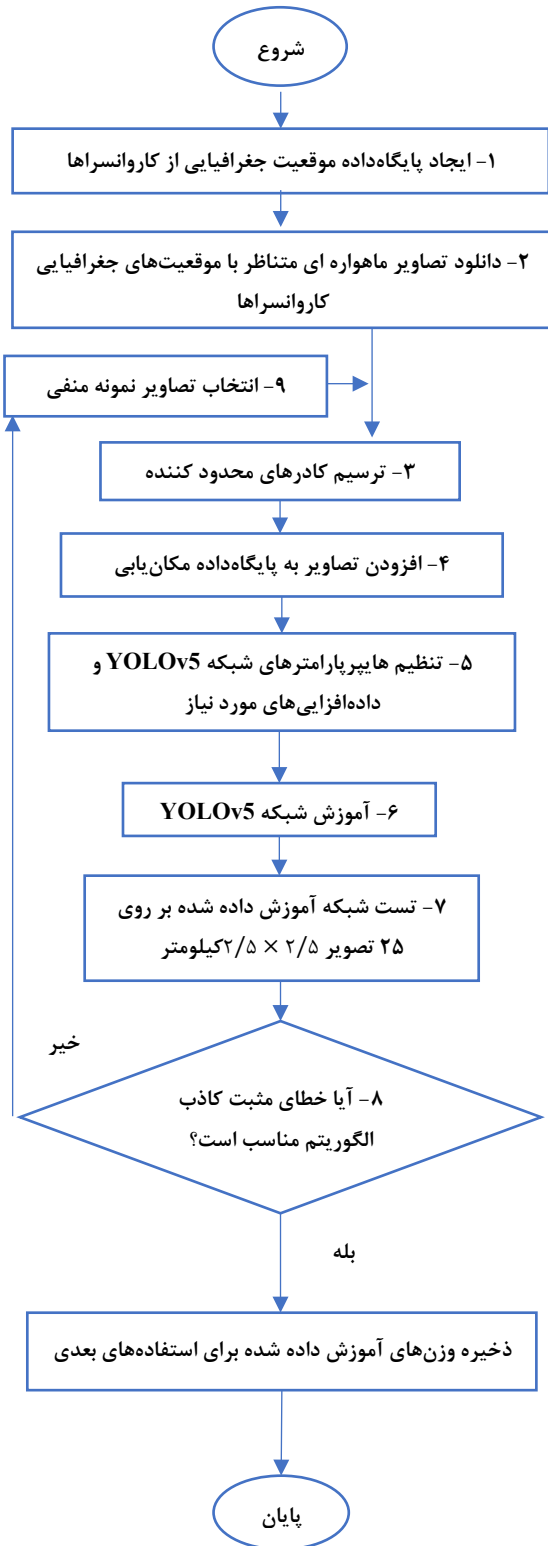 شروع
۱- ایجاد پایگاه‌داده موقعیت جغرافیایی از کاروانسراها
۲- دانلود تصاویر ماهواره ای متناظر با موقعیت‌های جغرافیایی
کاروانسراها
۹- انتخاب تصاویر نمونه منفی
۳- ترسیم کادرهای محدود کننده
۴- افزودن تصاویر به پایگاه‌داده مکان‌یابی
۵- تنظیم هایپرپارامترهای شبکه YOLOv5 و
داده‌افزایی‌های مورد نیاز
۶- آموزش شبکه YOLOv5
۷- تست شبکه آموزش داده شده بر روی
۲۵ تصویر ۲/۵ × ۲/۵کیلومتر
خیر
۸- آیا خطای مثبت کاذب
الگوریتم مناسب است؟
بله
ذخیره وزن‌های آموزش داده شده برای استفاده‌های بعدی
پایان